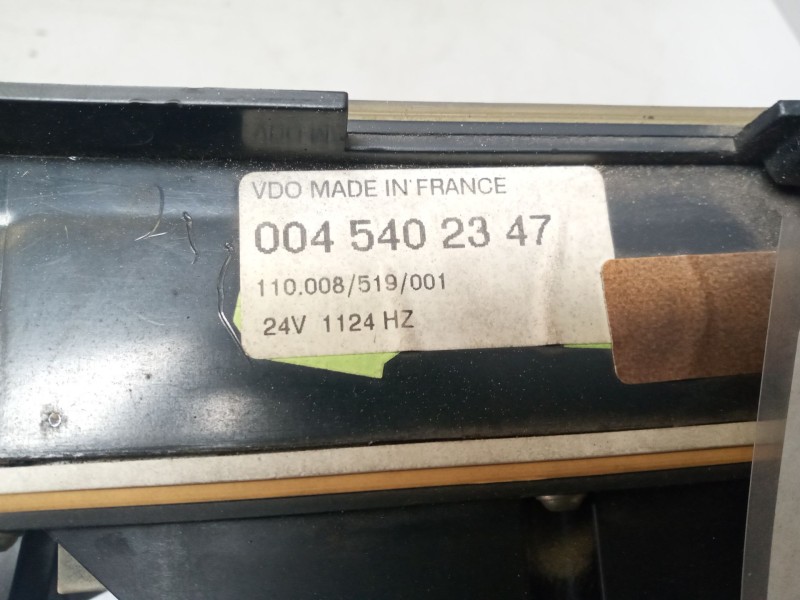 VDO MADE IN FRANCE
004 540 23 47
110.008/519/001
24V 1124 HZ